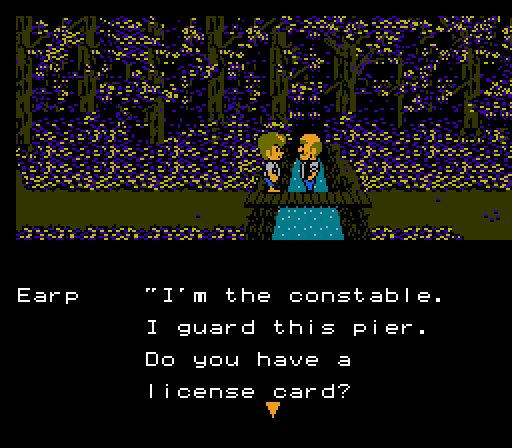 Earp "I'm the constable.
I guard this pier.
Do you have a
license card?